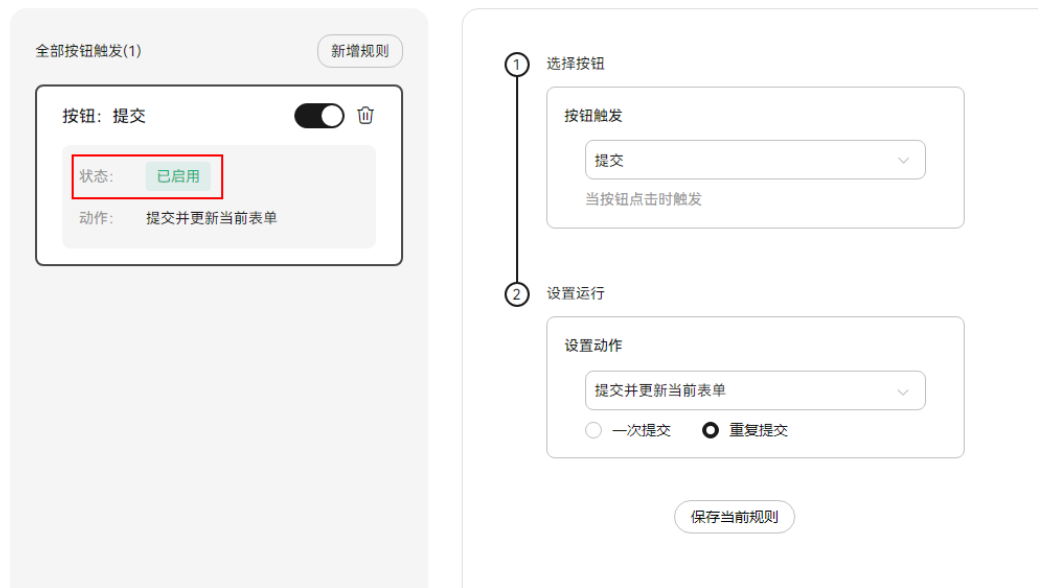 全部按钮触发(1)
新增规则
按钮：提交
状态：
已启用
动作：
提交并更新当前表单
1
选择按钮
按钮触发
提交
当按钮点击时触发
2
设置运行
设置动作
提交并更新当前表单
一次提交
重复提交
保存当前规则